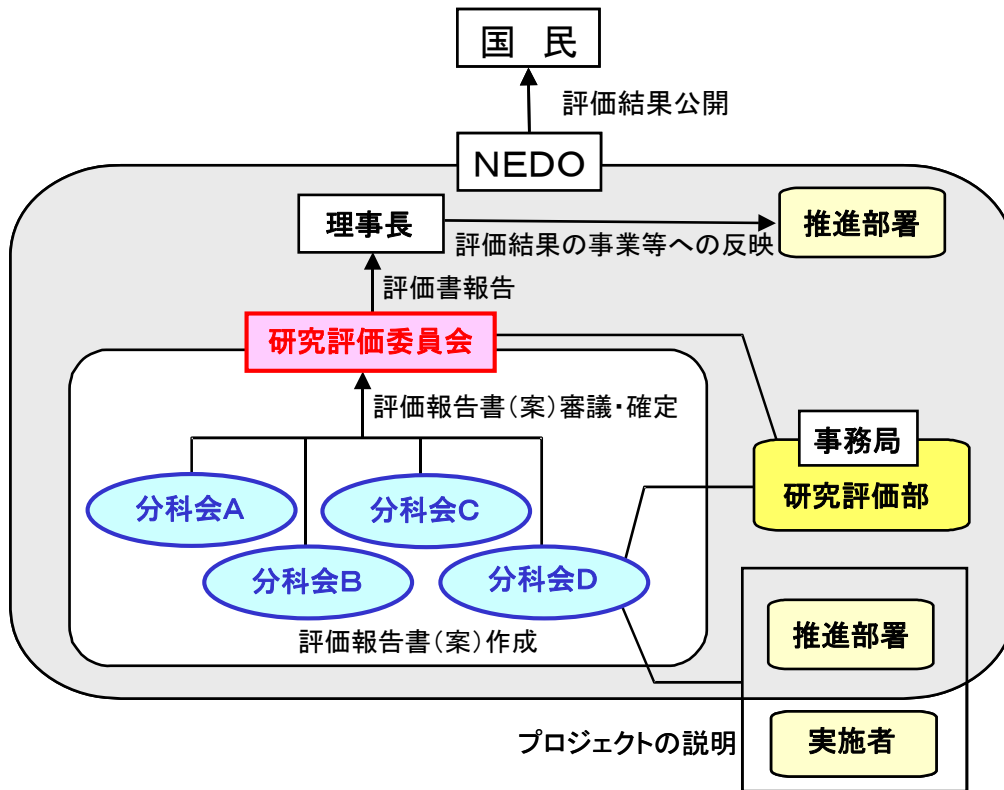 国　民
評価結果公開
NEDO
理事長
推進部署
評価結果の事業等への反映
評価書報告
研究評価委員会
評価報告書（案）審議・確定
事務局
研究評価部
分科会A
分科会C
分科会B
分科会D
評価報告書（案）作成
推進部署
プロジェクトの説明
実施者